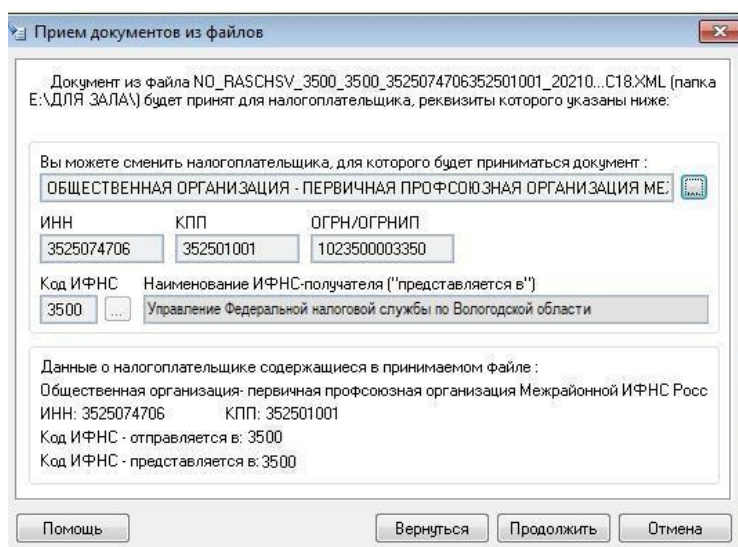 Прием документов из файлов
Документ из файла NO_RASCHSV_3500_3500_3525074706352501001_20210...C18.XML (папка
E:\ДЛЯ ЗАЛА\) будет принят для налогоплательщика, реквизиты которого указаны ниже:
Вы можете сменить налогоплательщика, для которого будет приниматься документ :
ОБЩЕСТВЕННАЯ ОРГАНИЗАЦИЯ - ПЕРВИЧНАЯ ПРОФСОЮЗНАЯ ОРГАНИЗАЦИЯ МЕ: ...
ИНН КПП ОГРН/ОГРНИП
3525074706 352501001 1023500003350
Код ИФНС Наименование ИФНС-получателя ("представляется в")
3500 ... Управление Федеральной налоговой службы по Вологодской области
Данные о налогоплательщике содержащиеся в принимаемом файле :
Общественная организация- первичная профсоюзная организация Межрайонной ИФНС Росс
ИНН: 3525074706 КПП: 352501001
Код ИФНС - отправляется в: 3500
Код ИФНС - представляется в: 3500
Помощь Вернуться Продолжить Отмена